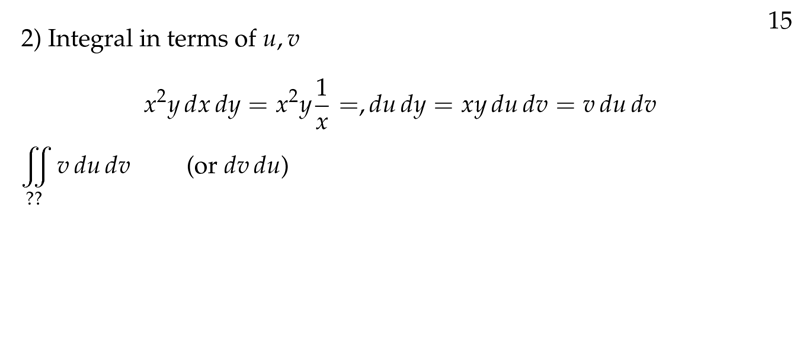 15
2) Integral in terms of u, v
x²y dx dy = x²y 1/x =, du dy = xy du dv = v du dv
∬?? v du dv (or dv du)